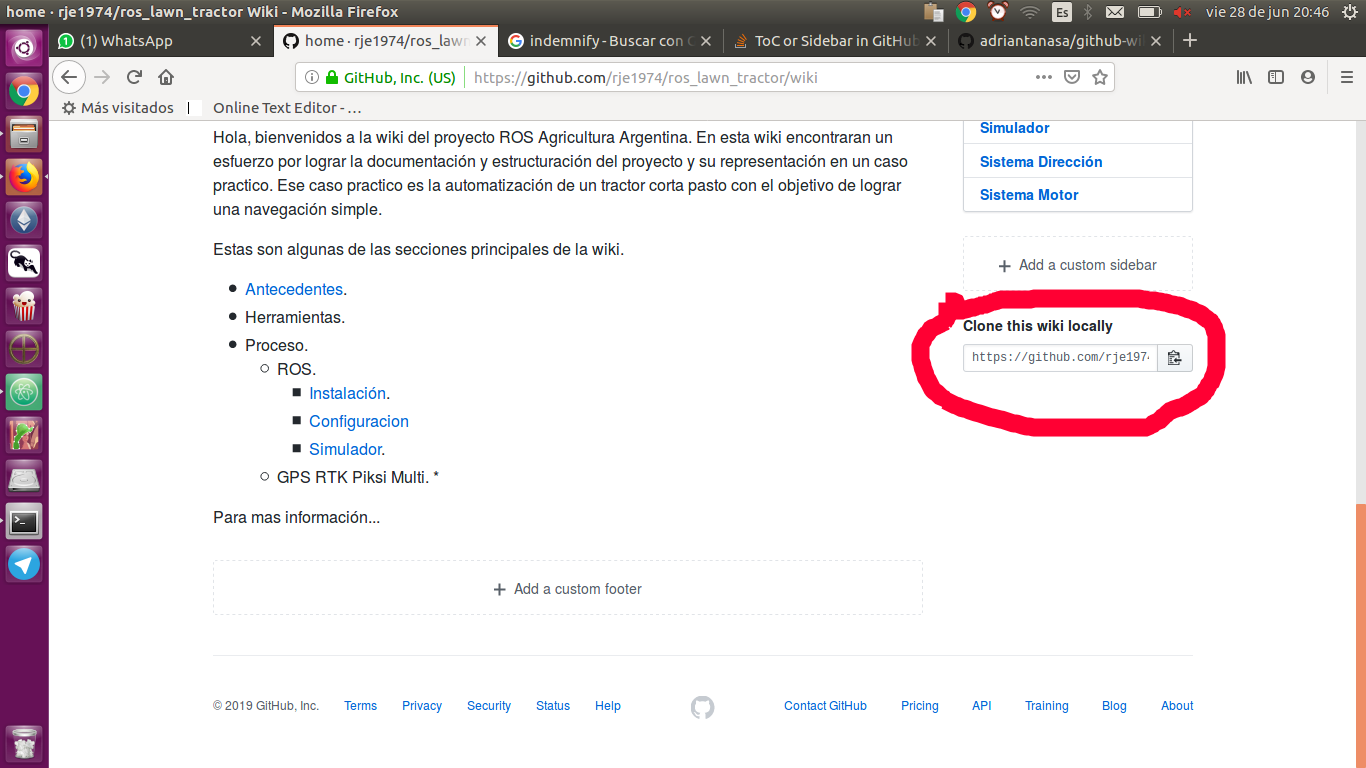 home · rje1974/ros_lawn_tractor Wiki - Mozilla Firefox
Es
vie 28 de jun 20:46
(1) WhatsApp
home · rje1974/ros_lawn
indemnify - Buscar con G
ToC or Sidebar in GitHub
adriantanasa/github-wi
GitHub, Inc. (US)
https://github.com/rje1974/ros_lawn_tractor/wiki
Más visitados
Online Text Editor - …
Hola, bienvenidos a la wiki del proyecto ROS Agricultura Argentina. En esta wiki encontraran un
esfuerzo por lograr la documentación y estructuración del proyecto y su representación en un caso
practico. Ese caso practico es la automatización de un tractor corta pasto con el objetivo de lograr
una navegación simple.
Estas son algunas de las secciones principales de la wiki.
Antecedentes.
Herramientas.
Proceso.
ROS.
Instalación.
Configuracion
Simulador.
GPS RTK Piksi Multi. *
Para mas información...
+ Add a custom footer
Simulador
Sistema Dirección
Sistema Motor
+ Add a custom sidebar
Clone this wiki locally
https://github.com/rje1974
© 2019 GitHub, Inc.
Terms
Privacy
Security
Status
Help
Contact GitHub
Pricing
API
Training
Blog
About